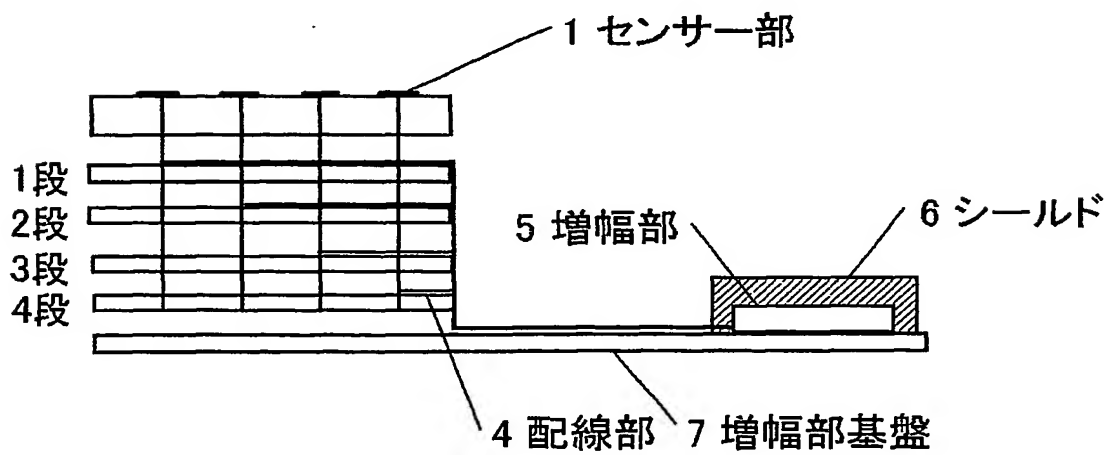 1 センサー部
1段
2段
5 増幅部
6 シールド
3段
4段
4 配線部
7 増幅部基盤